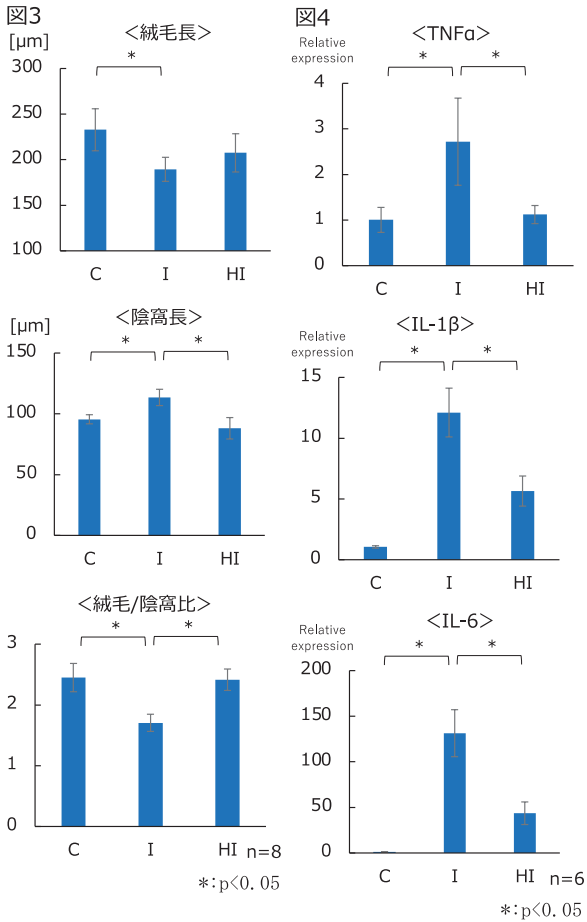 図3
[μm]
<絨毛長>
*
250
200
150
100
C I HI
[μm]
<陰窩長>
* *
150
100
50
0
C I HI
<絨毛/陰窩比>
* *
3
2
1
0
C I HI n=8
*:p<0.05
図4
Relative
expression
<TNFα>
* *
4
3
2
1
0
C I HI
Relative
expression
<IL-1β>
* *
15
10
5
0
C I HI
Relative
expression
<IL-6>
* *
200
150
100
50
0
C I HI n=6
*:p<0.05